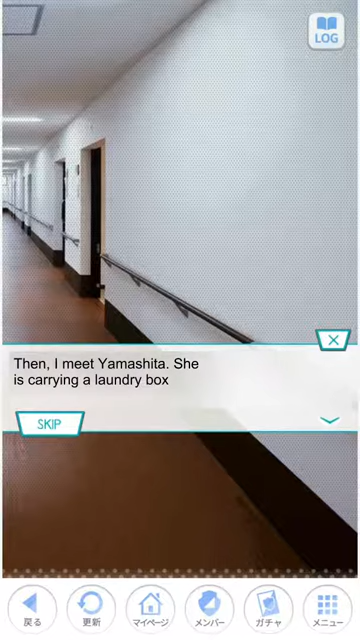 LOG
Then, I meet Yamashita. She
is carrying a laundry box
SKIP
戻る 更新 マイページ メンバー ガチャ メニュー